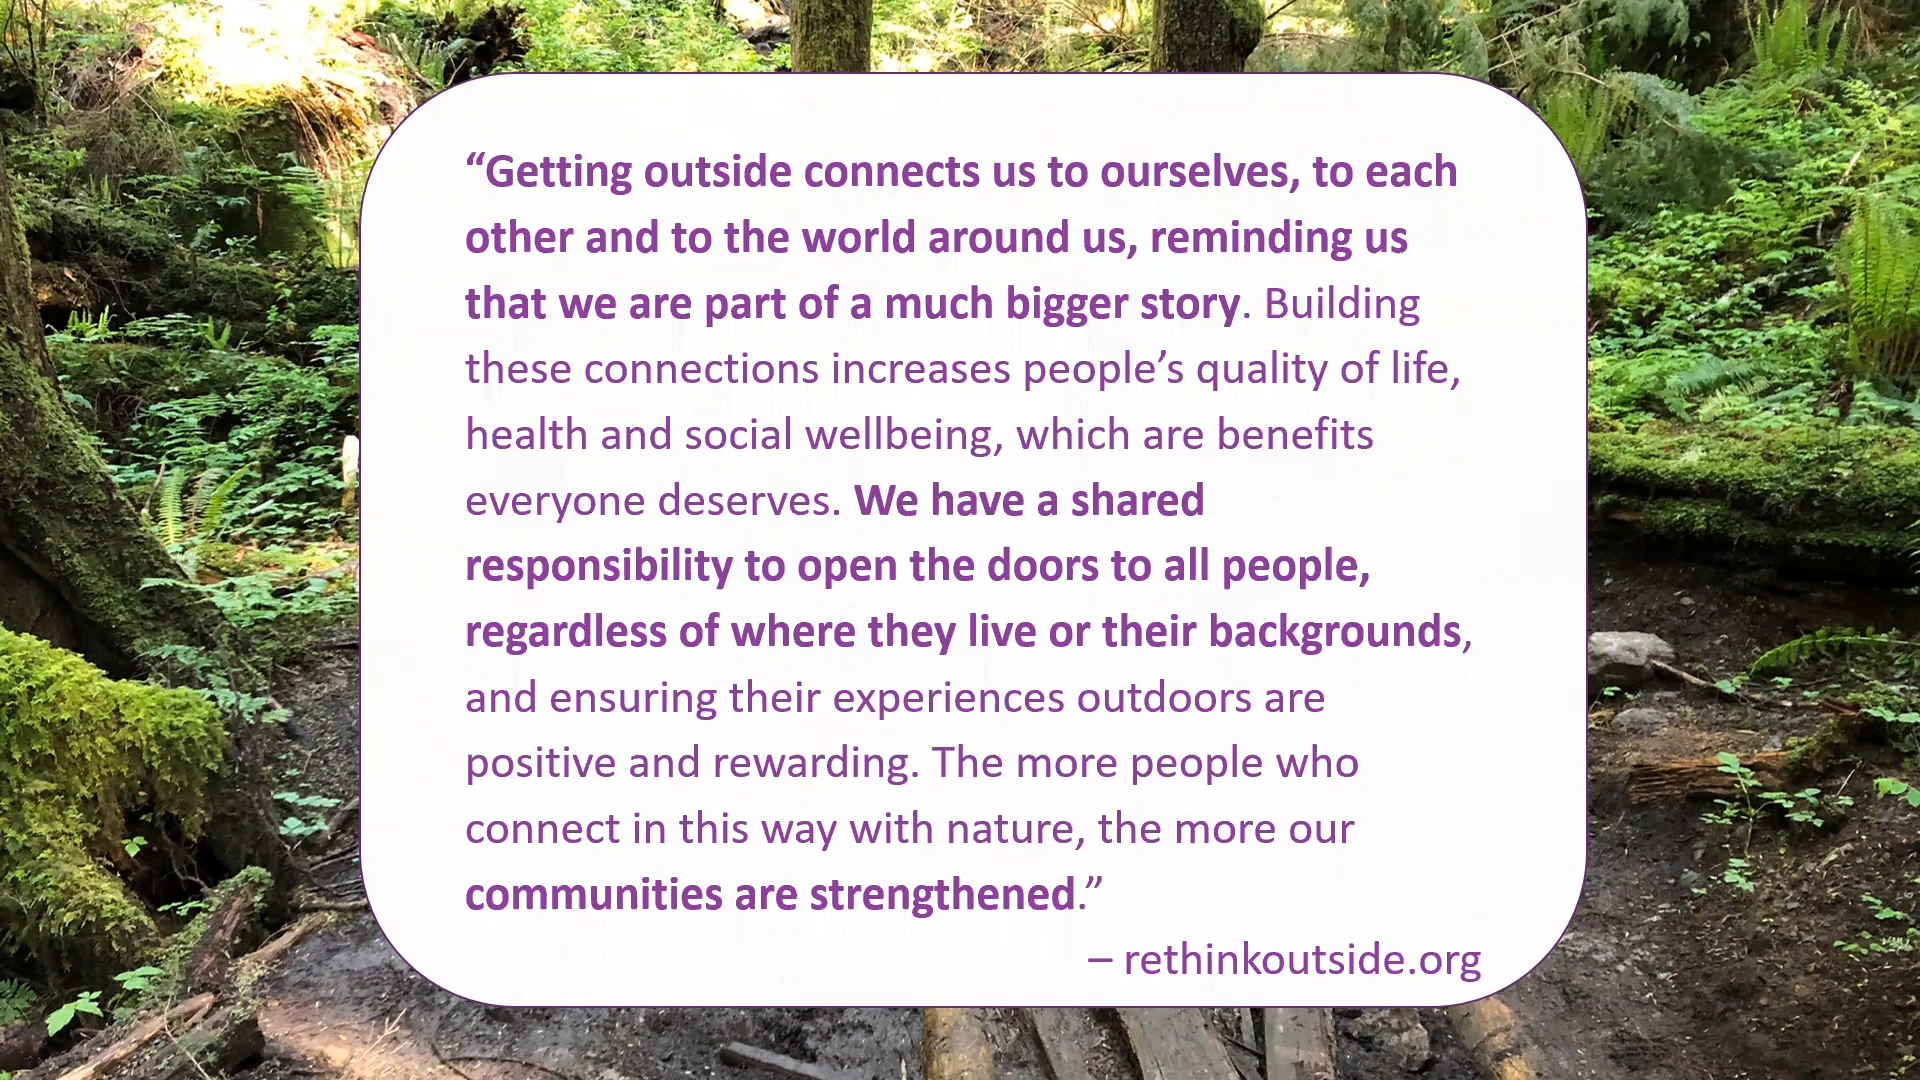 “Getting outside connects us to ourselves, to each
other and to the world around us, reminding us
that we are part of a much bigger story. Building
these connections increases people’s quality of life,
health and social wellbeing, which are benefits
everyone deserves. We have a shared
responsibility to open the doors to all people,
regardless of where they live or their backgrounds,
and ensuring their experiences outdoors are
positive and rewarding. The more people who
connect in this way with nature, the more our
communities are strengthened.”
– rethinkoutside.org